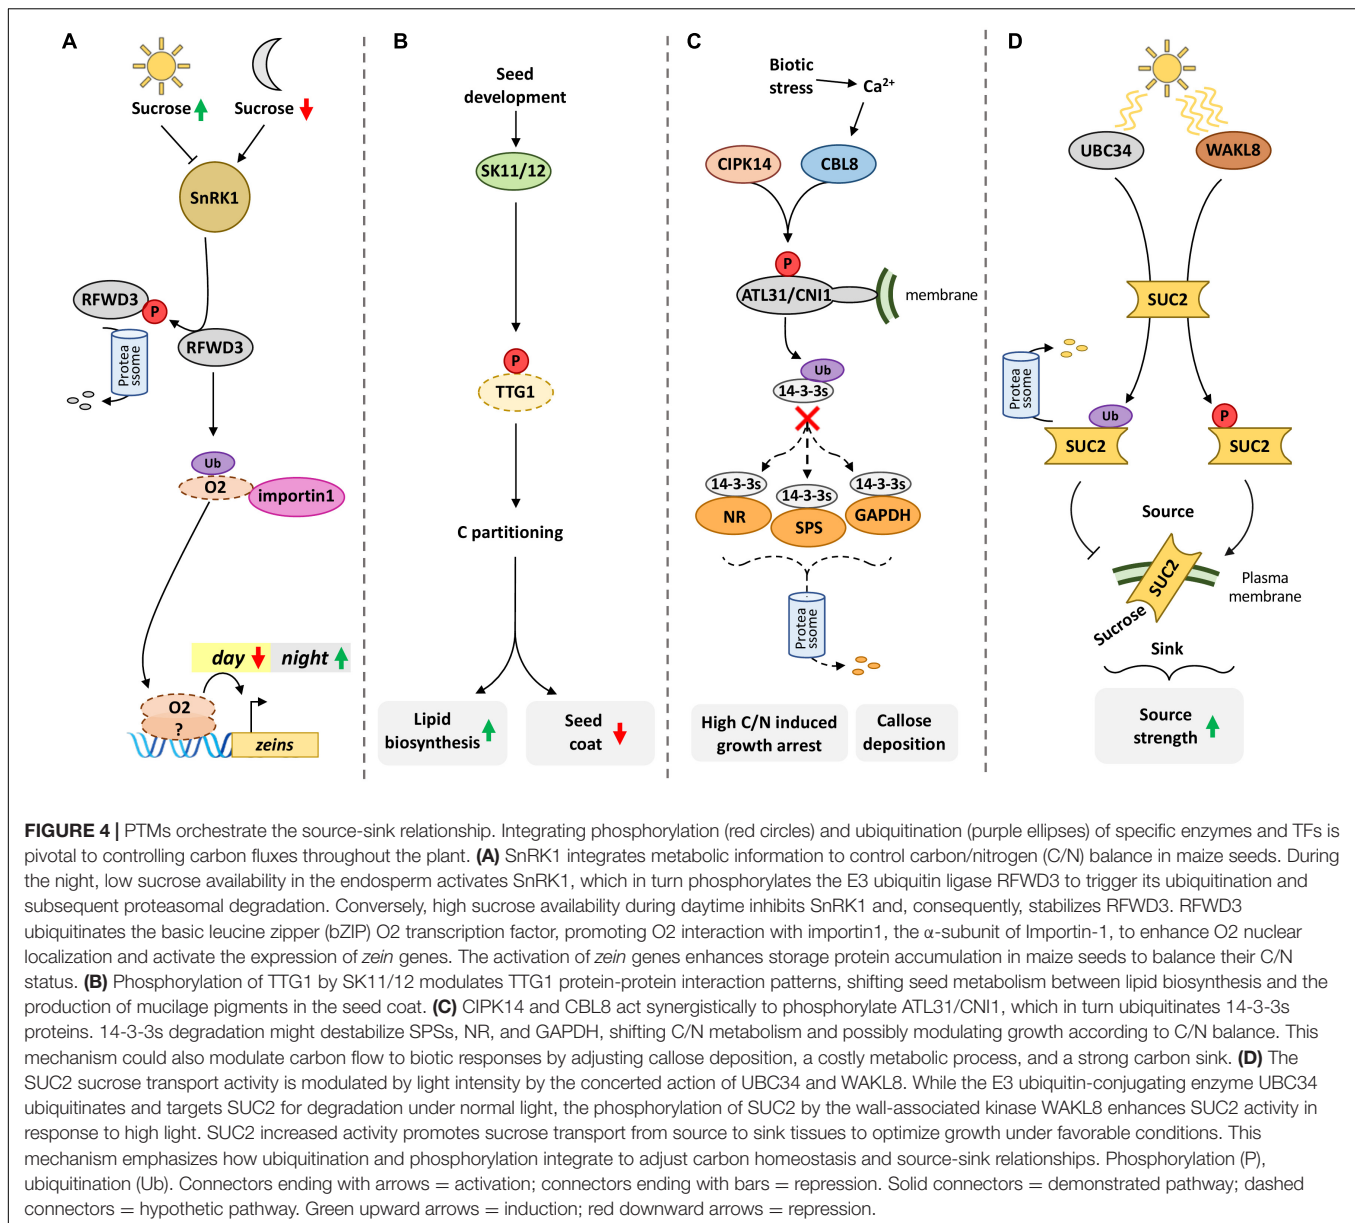 A
Sucrose
Sucrose
SnRK1
RFWD3
P
RFWD3
Protea
ssome
Ub
O2
importin1
day
night
O2
?
zeins
B
Seed
development
SK11/12
P
TTG1
C partitioning
Lipid
biosynthesis
Seed
coat
C
Biotic
stress
Ca²⁺
CIPK14
CBL8
P
ATL31/CNI1
membrane
Ub
14-3-3s
14-3-3s
14-3-3s
14-3-3s
NR
SPS
GAPDH
Protea
ssome
High C/N induced
growth arrest
Callose
deposition
D
UBC34
WAKL8
SUC2
Protea
ssome
Ub
SUC2
P
SUC2
Source
SUC2
Plasma
membrane
Sucrose
Sink
Source
strength
FIGURE 4 | PTMs orchestrate the source-sink relationship. Integrating phosphorylation (red circles) and ubiquitination (purple ellipses) of specific enzymes and TFs is
pivotal to controlling carbon fluxes throughout the plant. (A) SnRK1 integrates metabolic information to control carbon/nitrogen (C/N) balance in maize seeds. During
the night, low sucrose availability in the endosperm activates SnRK1, which in turn phosphorylates the E3 ubiquitin ligase RFWD3 to trigger its ubiquitination and
subsequent proteasomal degradation. Conversely, high sucrose availability during daytime inhibits SnRK1 and, consequently, stabilizes RFWD3. RFWD3
ubiquitinates the basic leucine zipper (bZIP) O2 transcription factor, promoting O2 interaction with importin1, the α-subunit of Importin-1, to enhance O2 nuclear
localization and activate the expression of zein genes. The activation of zein genes enhances storage protein accumulation in maize seeds to balance their C/N
status. (B) Phosphorylation of TTG1 by SK11/12 modulates TTG1 protein-protein interaction patterns, shifting seed metabolism between lipid biosynthesis and the
production of mucilage pigments in the seed coat. (C) CIPK14 and CBL8 act synergistically to phosphorylate ATL31/CNI1, which in turn ubiquitinates 14-3-3s
proteins. 14-3-3s degradation might destabilize SPSs, NR, and GAPDH, shifting C/N metabolism and possibly modulating growth according to C/N balance. This
mechanism could also modulate carbon flow to biotic responses by adjusting callose deposition, a costly metabolic process, and a strong carbon sink. (D) The
SUC2 sucrose transport activity is modulated by light intensity by the concerted action of UBC34 and WAKL8. While the E3 ubiquitin-conjugating enzyme UBC34
ubiquitinates and targets SUC2 for degradation under normal light, the phosphorylation of SUC2 by the wall-associated kinase WAKL8 enhances SUC2 activity in
response to high light. SUC2 increased activity promotes sucrose transport from source to sink tissues to optimize growth under favorable conditions. This
mechanism emphasizes how ubiquitination and phosphorylation integrate to adjust carbon homeostasis and source-sink relationships. Phosphorylation (P),
ubiquitination (Ub). Connectors ending with arrows = activation; connectors ending with bars = repression. Solid connectors = demonstrated pathway; dashed
connectors = hypothetic pathway. Green upward arrows = induction; red downward arrows = repression.